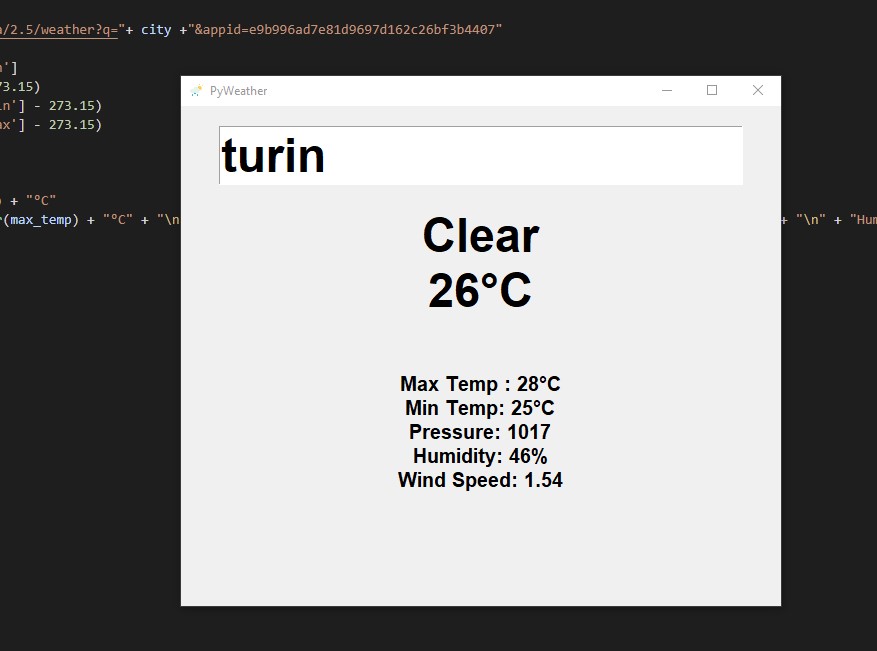 a/2.5/weather?q="+ city +"&appid=e9b996ad7e81d9697d162c26bf3b4407"
n']
73.15)
in'] - 273.15)
ax'] - 273.15)
) + "°C"
r(max_temp) + "°C" + "\n + "\n" + "Hum
PyWeather
turin
Clear
26°C
Max Temp : 28°C
Min Temp: 25°C
Pressure: 1017
Humidity: 46%
Wind Speed: 1.54